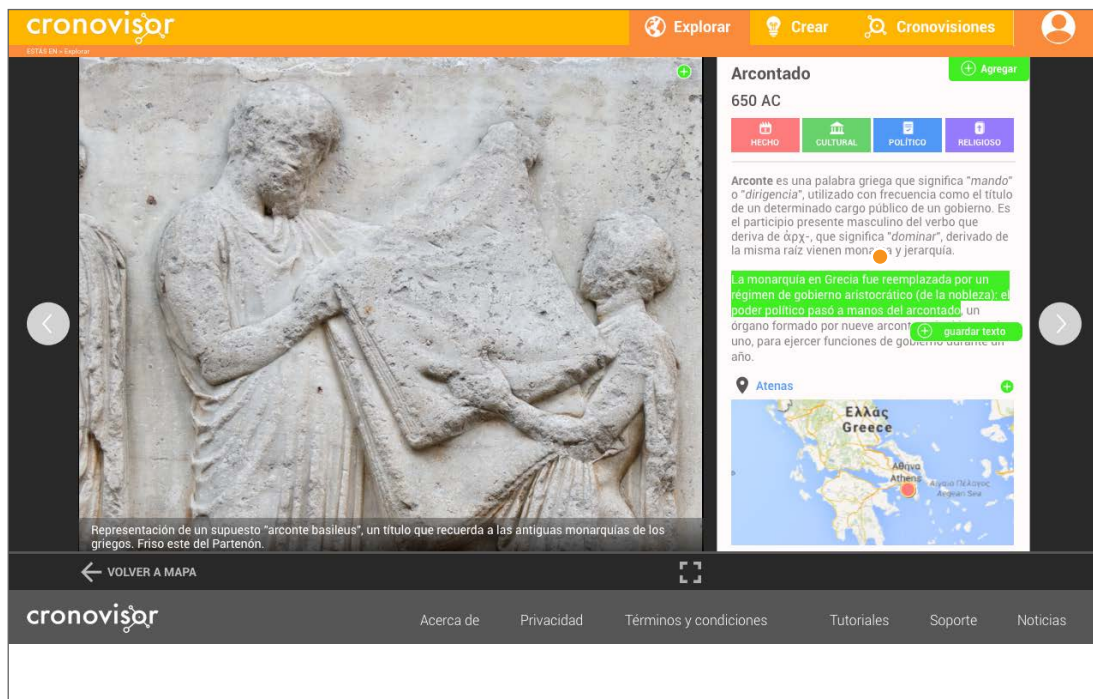 cronovisor
Explorar
Crear
Cronovisiones
ESTÁS EN » Explorar
Arcontado
Agregar
650 AC
HECHO
CULTURAL
POLÍTICO
RELIGIOSO
Arconte es una palabra griega que significa "mando"
o "dirigencia", utilizado con frecuencia como el título
de un determinado cargo público de un gobierno. Es
el participio presente masculino del verbo que
deriva de ἀρχ-, que significa "dominar", derivado de
la misma raíz vienen y jerarquía.
La monarquía en Grecia fue reemplazada por un
régimen de gobierno aristocrático (de la nobleza): el
poder político pasó a manos del arcontado, un
órgano formado por nueve
guardar texto
uno, para ejercer funciones de gobierno durante un
año.
Atenas
Ελλάς
Greece
Αθήνα
Athens
Αιγαίο Πέλαγος
Aegean Sea
Representación de un supuesto "arconte basileus", un título que recuerda a las antiguas monarquías de los
griegos. Friso este del Partenón.
VOLVER A MAPA
cronovisor
Acerca de
Privacidad
Términos y condiciones
Tutoriales
Soporte
Noticias